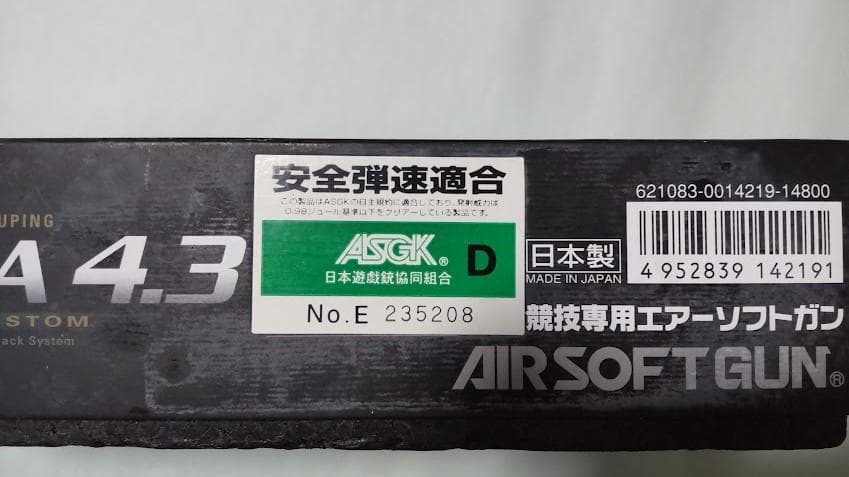 UPING
A 4.3
STOM
ack System
安全弾速適合
この製品はASGKの自主規約に適合しており、発射威力は
0.98ジュール基準以下をクリアーしている製品です。
ASGK® D
日本遊戯銃協同組合
No.E 235208
日本製
MADE IN JAPAN
621083-0014219-14800
4 952839 142191
競技専用エアーソフトガン
AIRSOFT GUN®